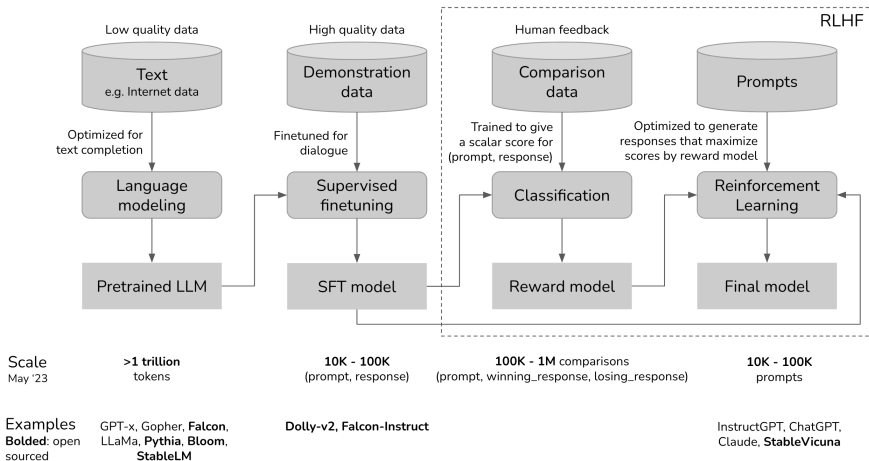 RLHF
Low quality data
High quality data
Human feedback
Text
e.g. Internet data
Demonstration
data
Comparison
data
Prompts
Optimized for
text completion
Finetuned for
dialogue
Trained to give
a scalar score for
(prompt, response)
Optimized to generate
responses that maximize
scores by reward model
Language
modeling
Supervised
finetuning
Classification
Reinforcement
Learning
Pretrained LLM
SFT model
Reward model
Final model
Scale
May ‘23
>1 trillion
tokens
10K - 100K
(prompt, response)
100K - 1M comparisons
(prompt, winning_response, losing_response)
10K - 100K
prompts
Examples
Bolded: open
sourced
GPT-x, Gopher, Falcon,
LLaMa, Pythia, Bloom,
StableLM
Dolly-v2, Falcon-Instruct
InstructGPT, ChatGPT,
Claude, StableVicuna